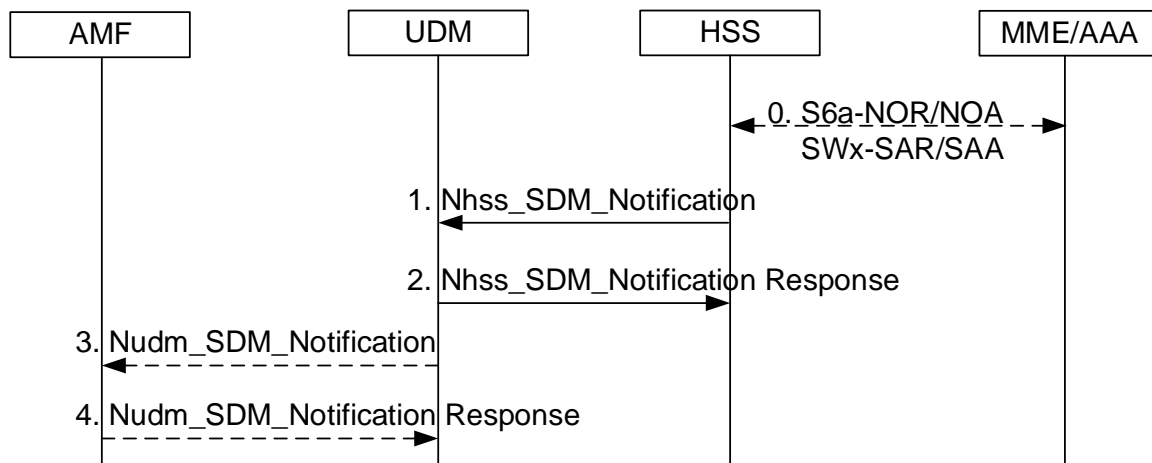 AMF
UDM
HSS
MME/AAA
0. S6a-NOR/NOA
SWx-SAR/SAA
1. Nhss_SDM_Notification
2. Nhss_SDM_Notification Response
3. Nudm_SDM_Notification
4. Nudm_SDM_Notification Response